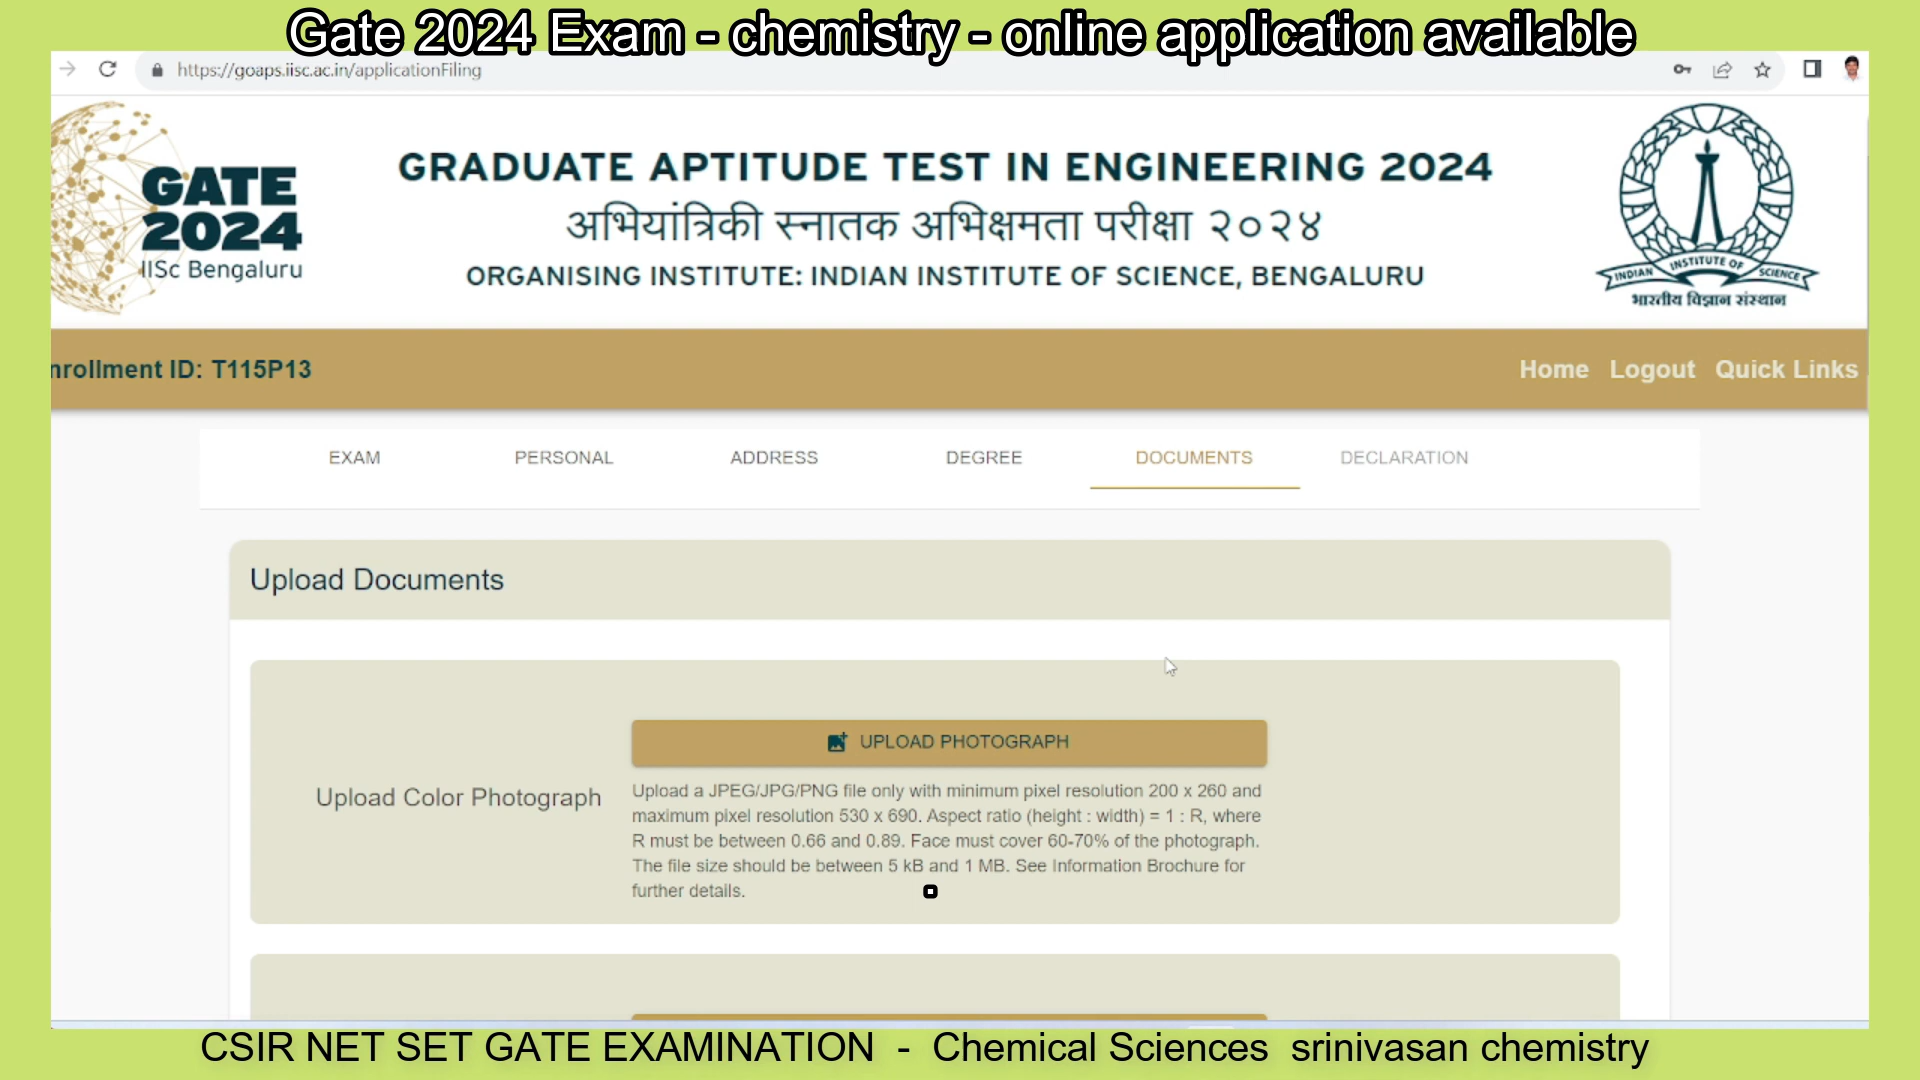 Gate 2024 Exam - chemistry - online application available
https://goaps.iisc.ac.in/applicationFiling
GATE
2024
IISc Bengaluru
GRADUATE APTITUDE TEST IN ENGINEERING 2024
अभियांत्रिकी स्नातक अभिक्षमता परीक्षा २०२४
ORGANISING INSTITUTE: INDIAN INSTITUTE OF SCIENCE, BENGALURU
INDIAN INSTITUTE OF SCIENCE
भारतीय विज्ञान संस्थान
nrollment ID: T115P13
Home Logout Quick Links
EXAM PERSONAL ADDRESS DEGREE DOCUMENTS DECLARATION
Upload Documents
UPLOAD PHOTOGRAPH
Upload Color Photograph
Upload a JPEG/JPG/PNG file only with minimum pixel resolution 200 x 260 and
maximum pixel resolution 530 x 690. Aspect ratio (height : width) = 1 : R, where
R must be between 0.66 and 0.89. Face must cover 60-70% of the photograph.
The file size should be between 5 kB and 1 MB. See Information Brochure for
further details.
CSIR NET SET GATE EXAMINATION - Chemical Sciences srinivasan chemistry